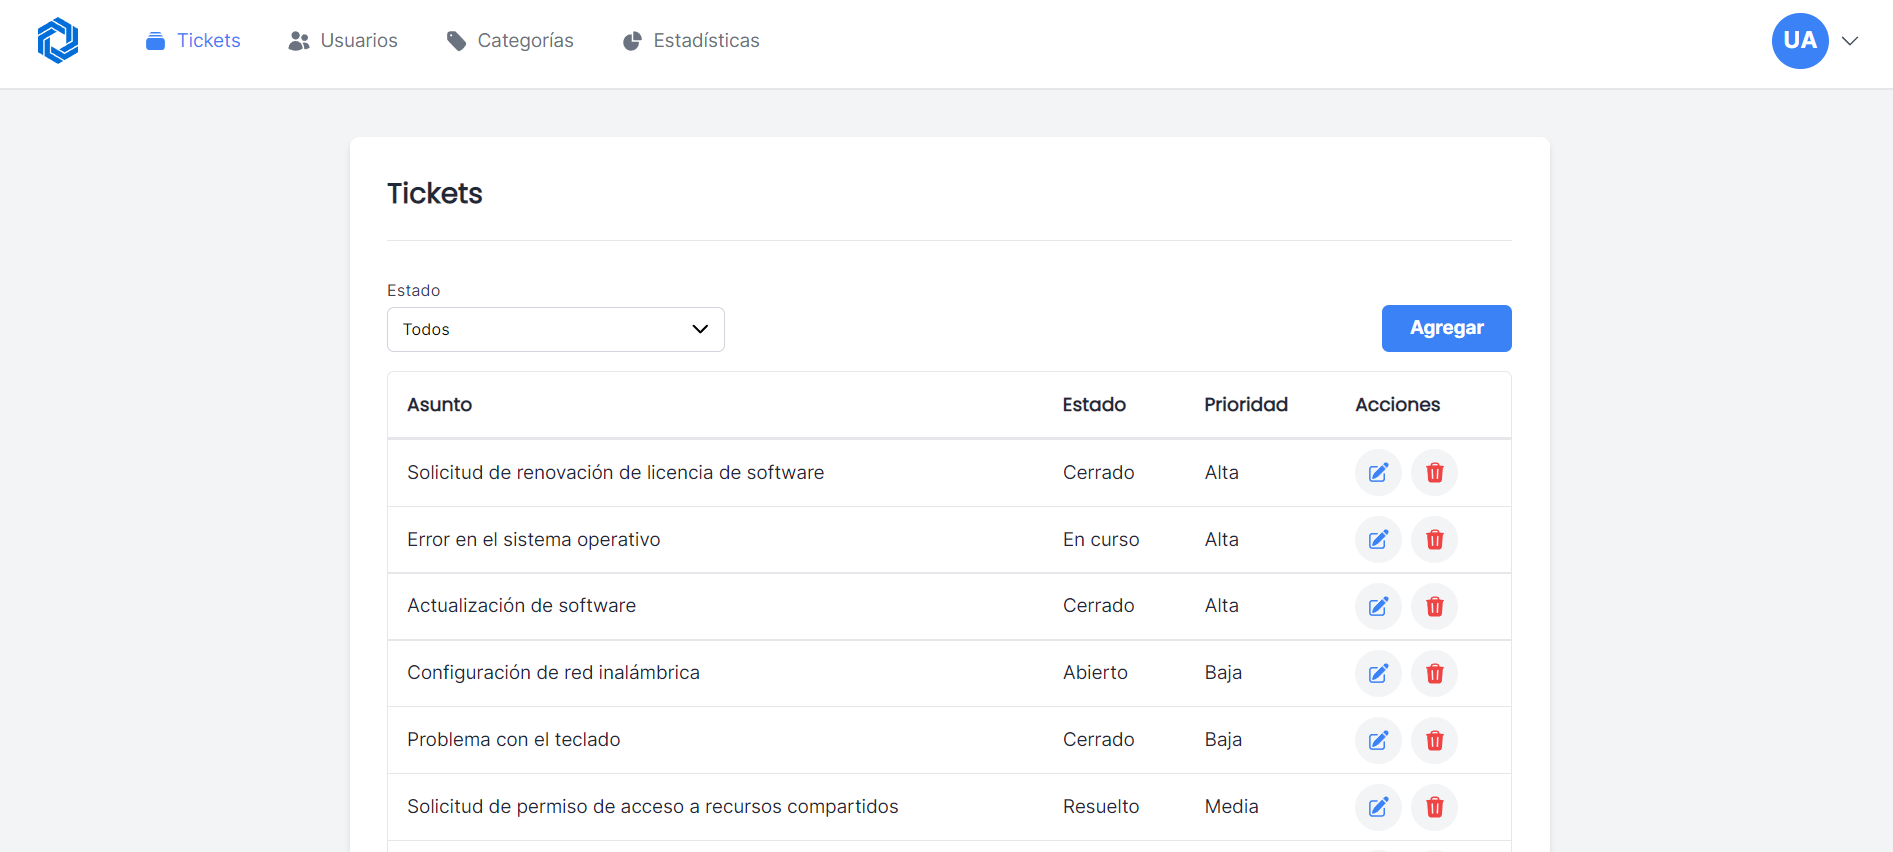 Tickets Usuarios Categorías Estadísticas UA
Tickets
Estado
Todos
Agregar
Asunto Estado Prioridad Acciones
Solicitud de renovación de licencia de software Cerrado Alta
Error en el sistema operativo En curso Alta
Actualización de software Cerrado Alta
Configuración de red inalámbrica Abierto Baja
Problema con el teclado Cerrado Baja
Solicitud de permiso de acceso a recursos compartidos Resuelto Media